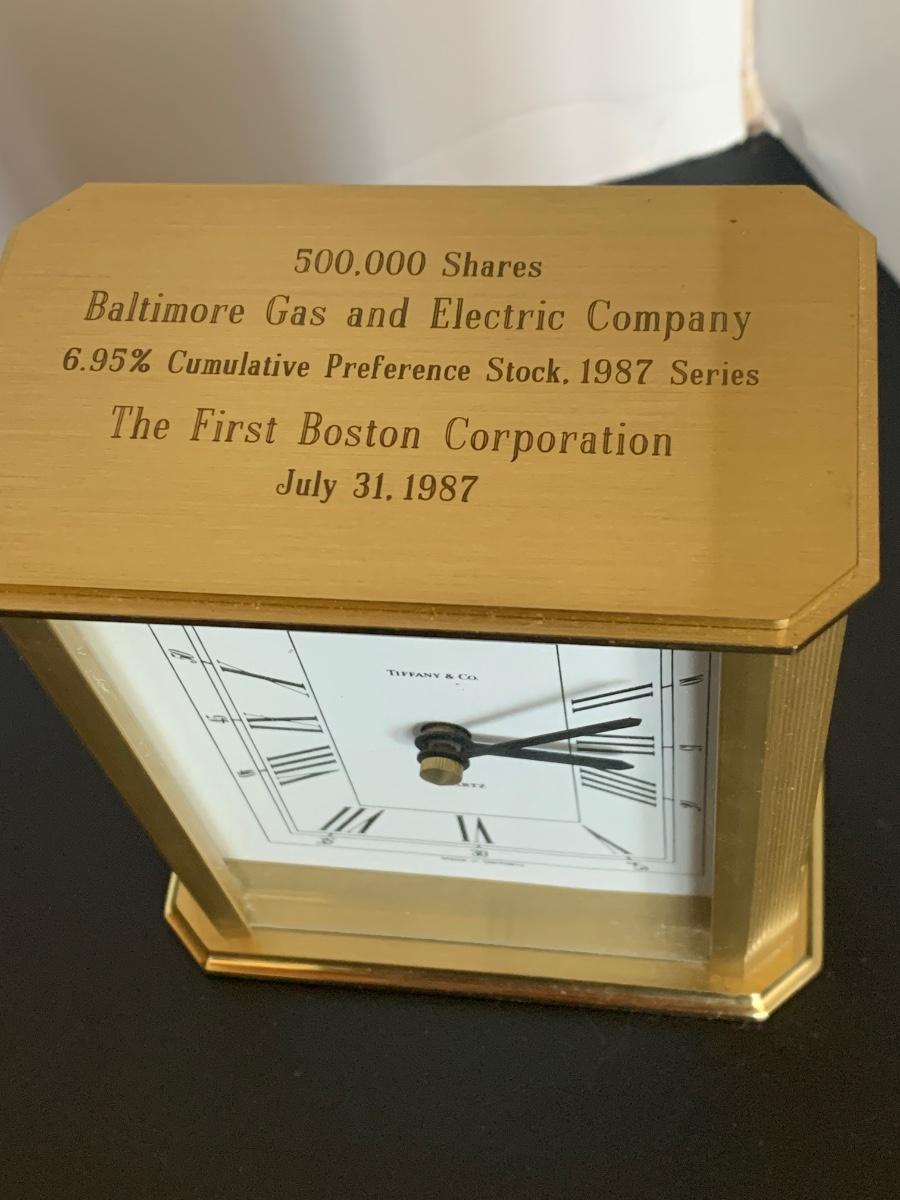 500,000 Shares
Baltimore Gas and Electric Company
6.95% Cumulative Preference Stock, 1987 Series
The First Boston Corporation
July 31, 1987
TIFFANY & CO.
30